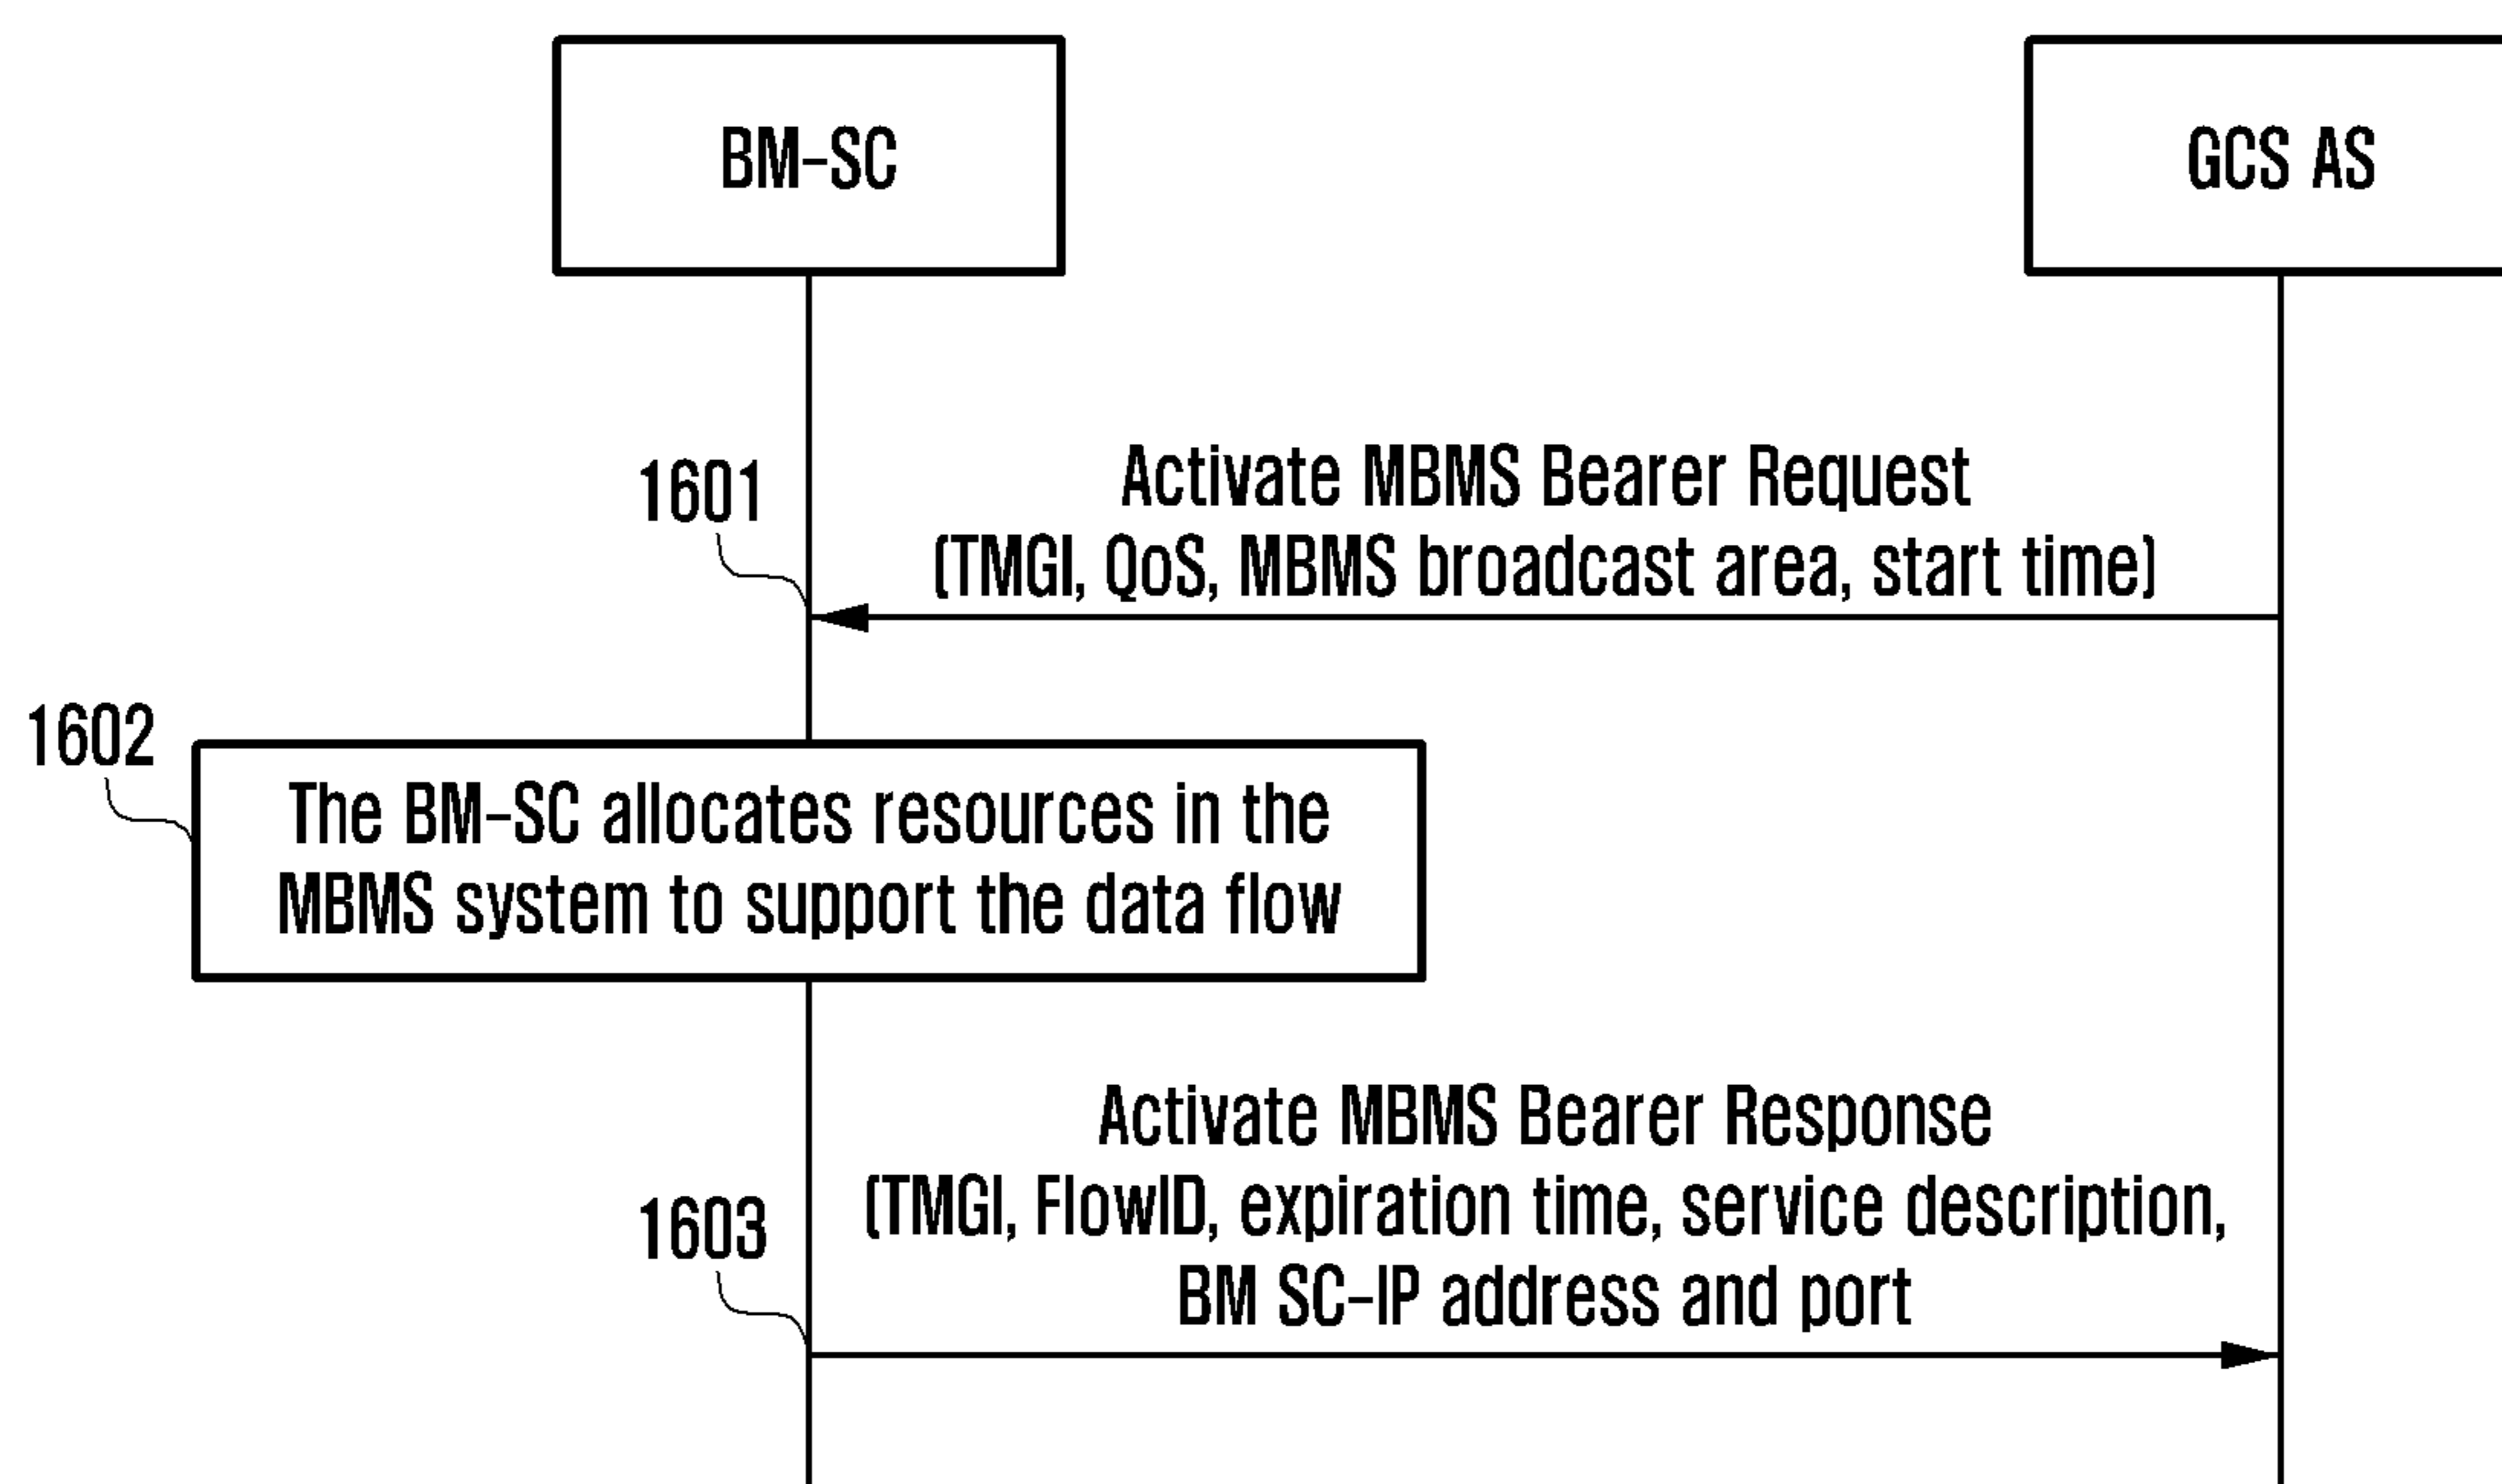 BM-SC
GCS AS
1601
Activate MBMS Bearer Request
(TMGI, QoS, MBMS broadcast area, start time)
1602
The BM-SC allocates resources in the
MBMS system to support the data flow
Activate MBMS Bearer Response
1603
(TMGI, FlowID, expiration time, service description,
BM SC-IP address and port